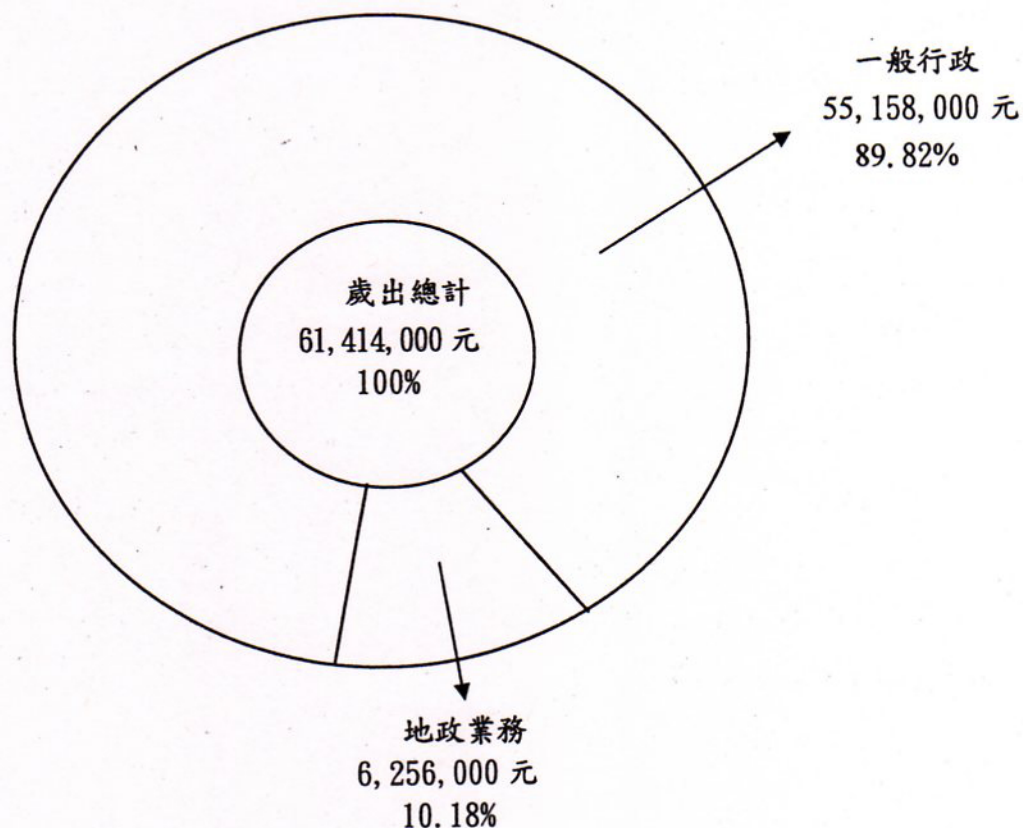 一般行政
55,158,000 元
89.82%
歲出總計
61,414,000 元
100%
地政業務
6,256,000 元
10.18%